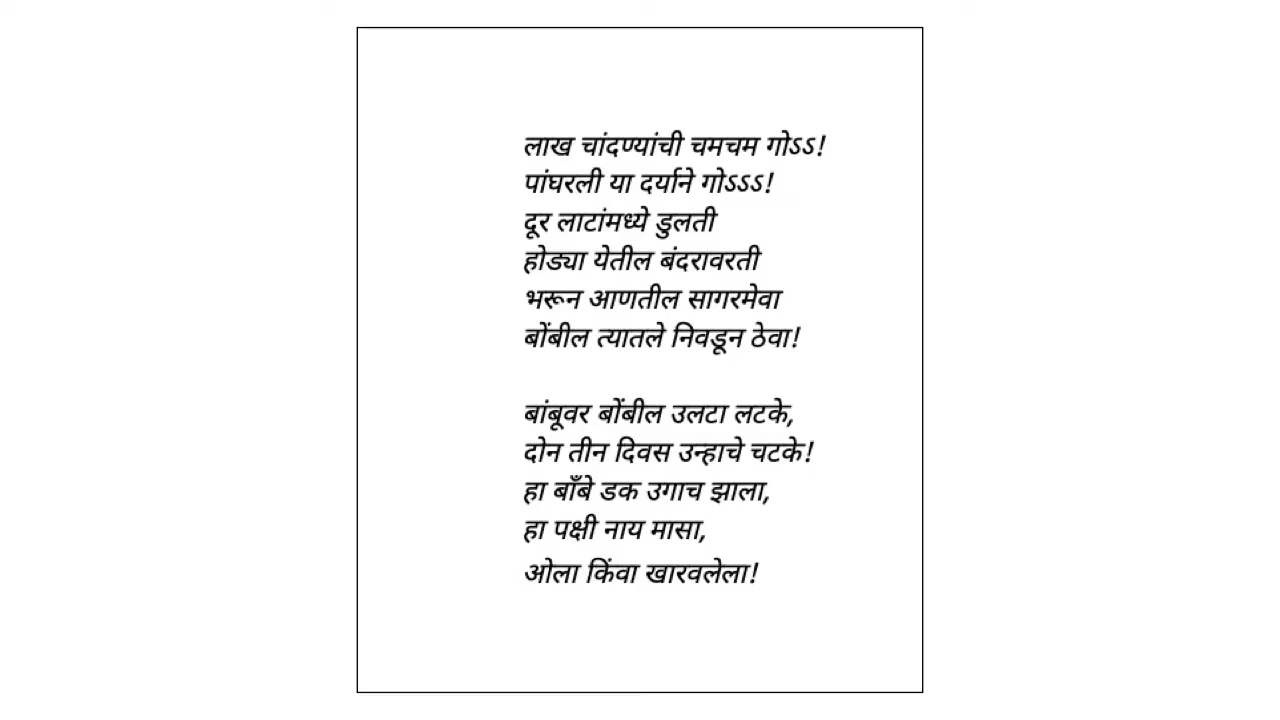 लाख चांदण्यांची चमचम गोऽऽ!
पांघरली या दर्याने गोऽऽऽ!
दूर लाटांमध्ये डुलती
होड्या येतील बंदरावरती
भरून आणतील सागरमेवा
बोंबील त्यातले निवडून ठेवा!

बांबूवर बोंबील उलटा लटके,
दोन तीन दिवस उन्हाचे चटके!
हा बाँबे डक उगाच झाला,
हा पक्षी नाय मासा,
ओला किंवा खारवलेला!